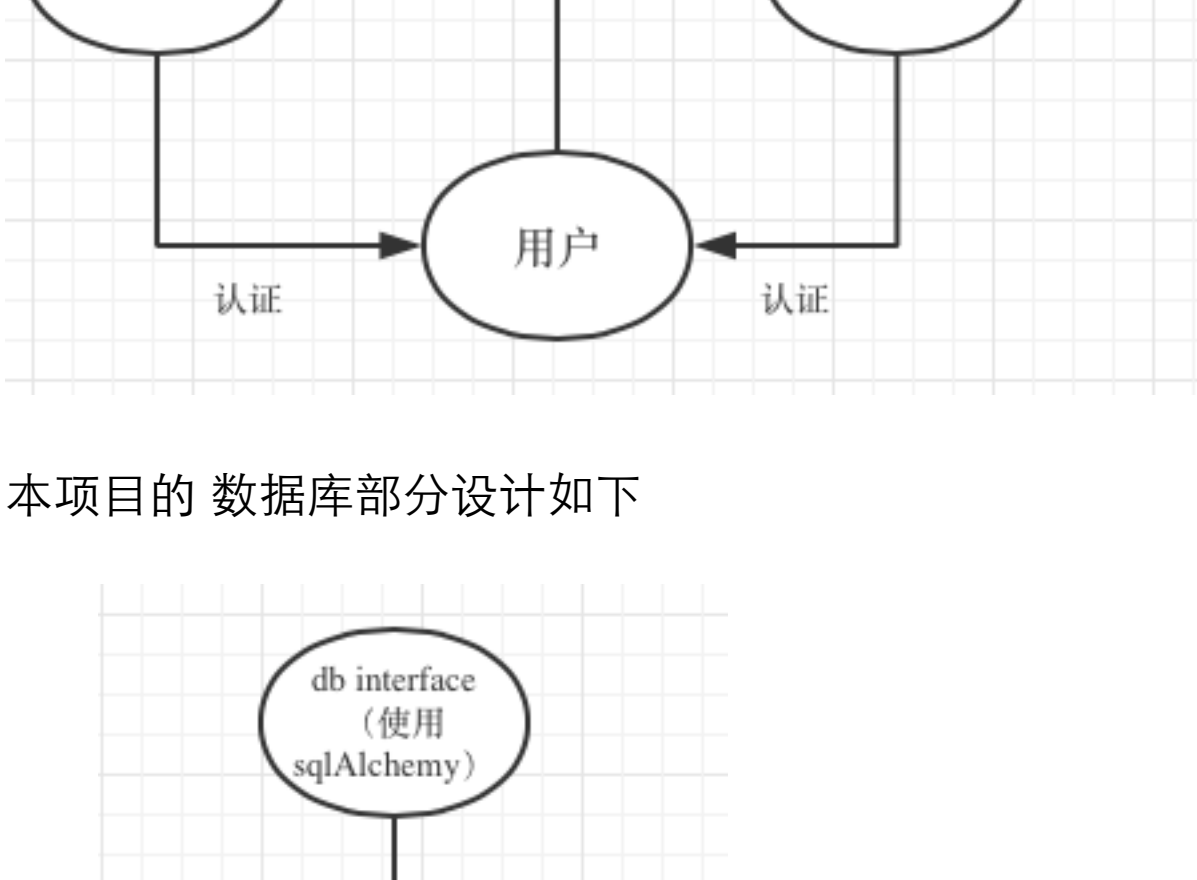 用户
认证
认证
本项目的 数据库部分设计如下
db interface
（使用
sqlAlchemy）